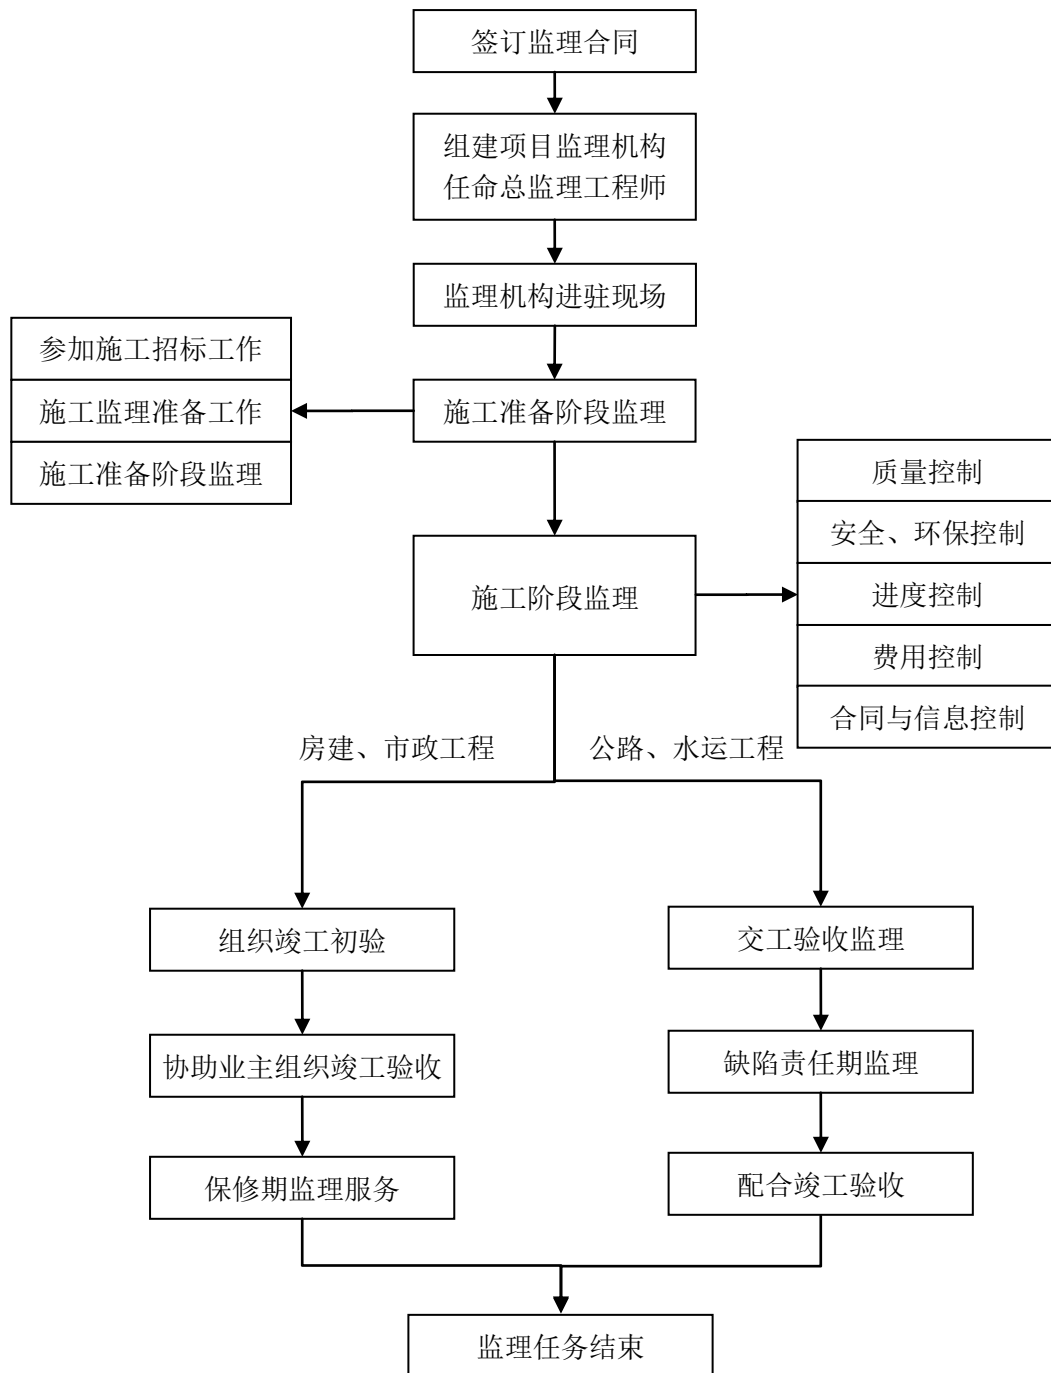 签订监理合同
组建项目监理机构
任命总监理工程师
监理机构进驻现场
参加施工招标工作
施工监理准备工作
施工准备阶段监理
施工准备阶段监理
质量控制
安全、环保控制
进度控制
费用控制
合同与信息控制
施工阶段监理
房建、市政工程
公路、水运工程
组织竣工初验
交工验收监理
协助业主组织竣工验收
缺陷责任期监理
保修期监理服务
配合竣工验收
监理任务结束